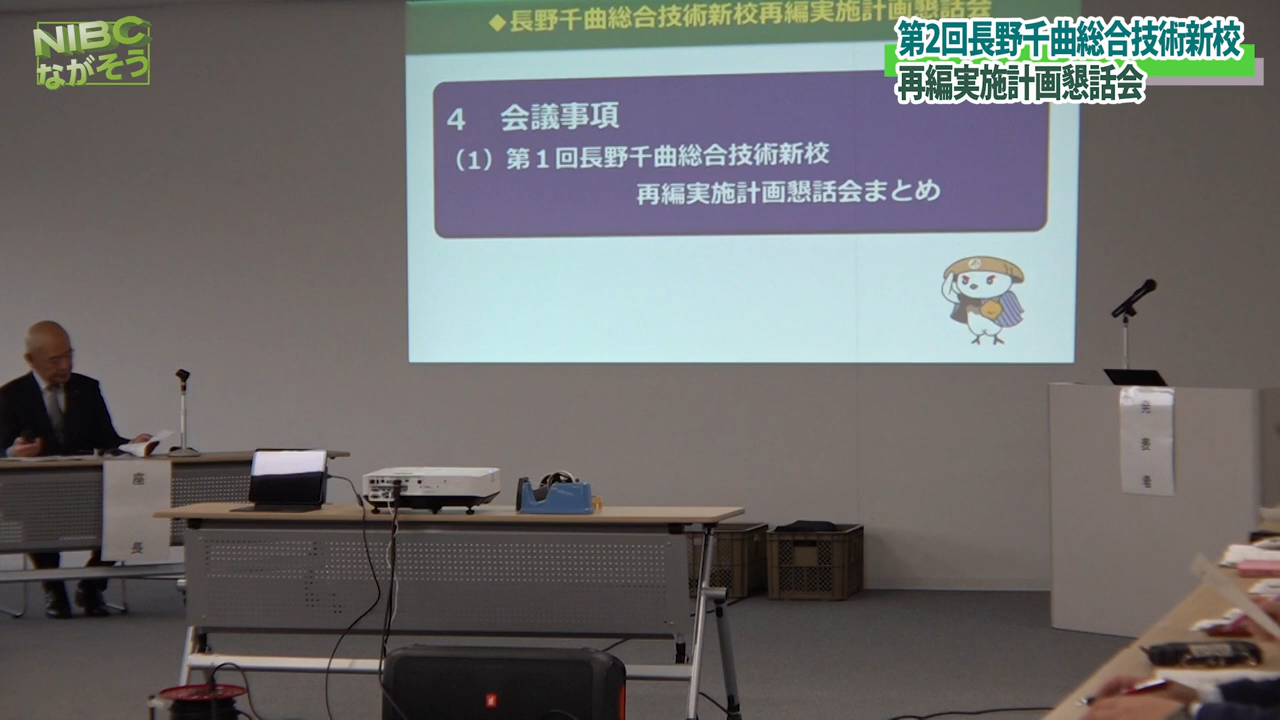 NIBC
ながそう
第2回長野千曲総合技術新校
再編実施計画懇話会
◆長野千曲総合技術新校再編実施計画懇話会
4 会議事項
（1）第１回長野千曲総合技術新校
再編実施計画懇話会まとめ
座長
発表者